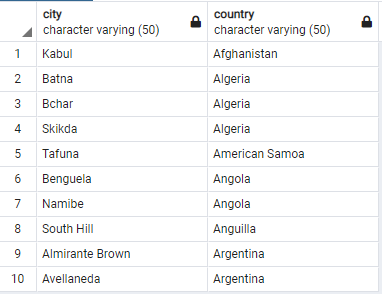 city country
character varying (50) character varying (50)
1 Kabul Afghanistan
2 Batna Algeria
3 Bchar Algeria
4 Skikda Algeria
5 Tafuna American Samoa
6 Benguela Angola
7 Namibe Angola
8 South Hill Anguilla
9 Almirante Brown Argentina
10 Avellaneda Argentina